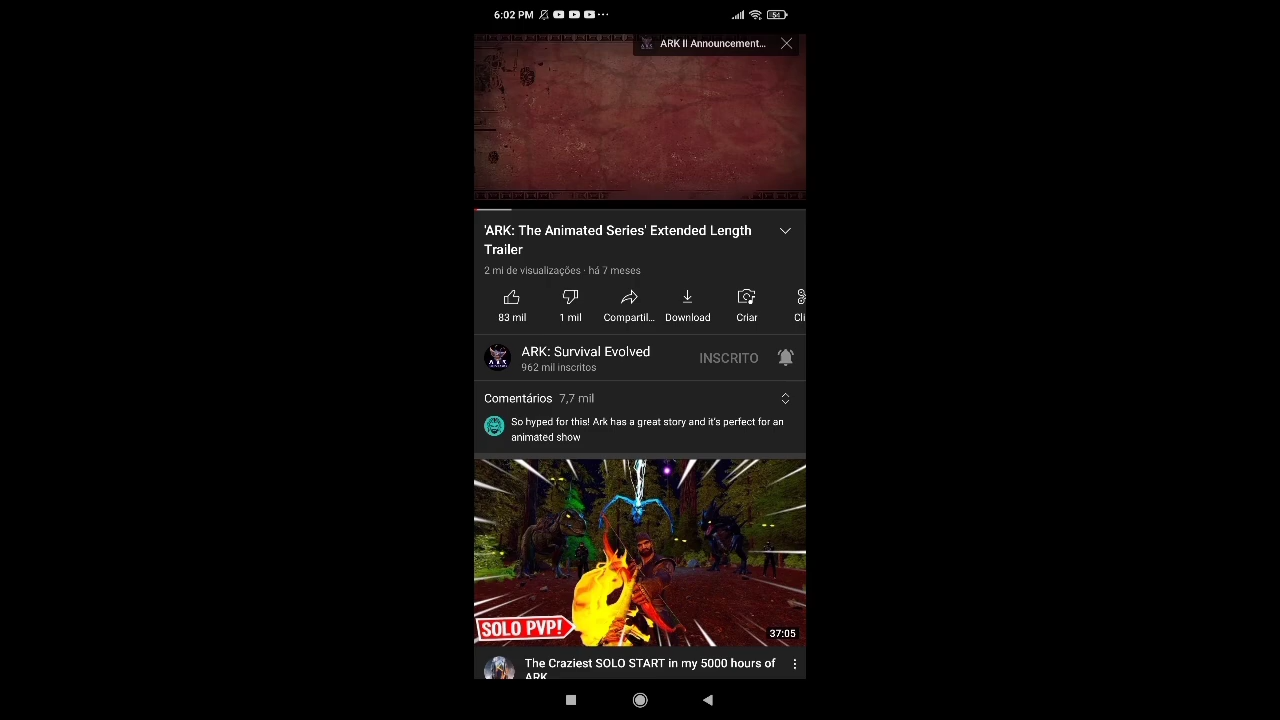 6:02 PM
54
ARK II Announcement...
'ARK: The Animated Series' Extended Length
Trailer
2 mi de visualizações · há 7 meses
83 mil
1 mil
Compartil...
Download
Criar
Cli
ARK: Survival Evolved
INSCRITO
962 mil inscritos
Comentários 7,7 mil
So hyped for this! Ark has a great story and it's perfect for an
animated show
SOLO PVP!
37:05
The Craziest SOLO START in my 5000 hours of
ARK